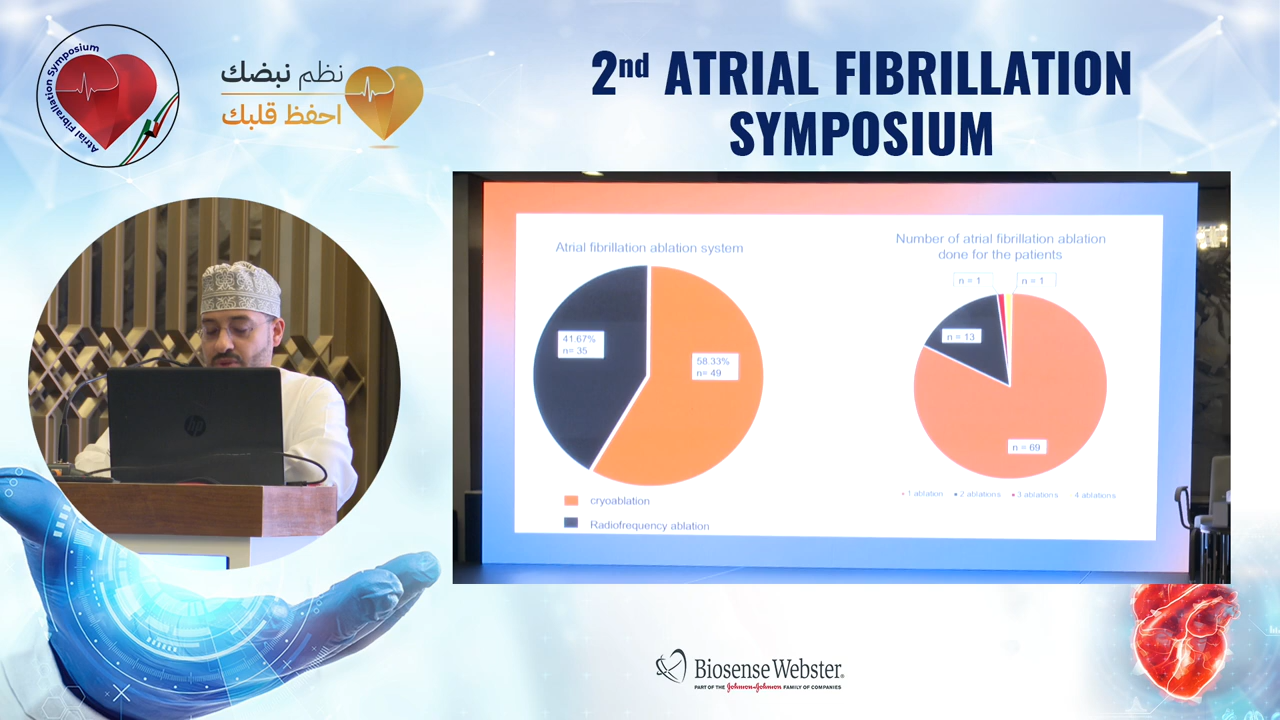 Atrial Fibrallation Symposium
نظم نبضك
احفظ قلبك
2nd ATRIAL FIBRILLATION
SYMPOSIUM
Atrial fibrillation ablation system
41.67%
n= 35
58.33%
n= 49
cryoablation
Radiofrequency ablation
Number of atrial fibrillation ablation
done for the patients
n = 1
n = 1
n = 13
n = 69
1 ablation 2 ablations 3 ablations 4 ablations
hp
Biosense Webster®
PART OF THE Johnson & Johnson FAMILY OF COMPANIES